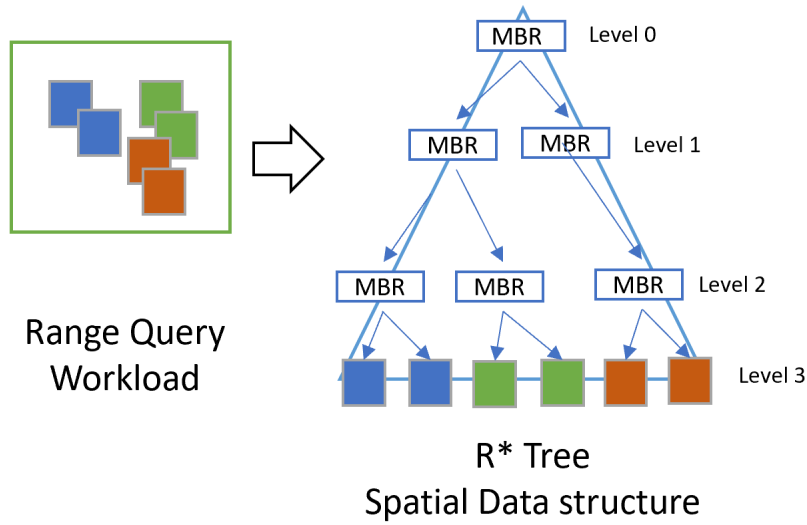 MBR
Level 0
MBR
MBR
Level 1
MBR
MBR
MBR
Level 2
Range Query
Workload
Level 3
R* Tree
Spatial Data structure